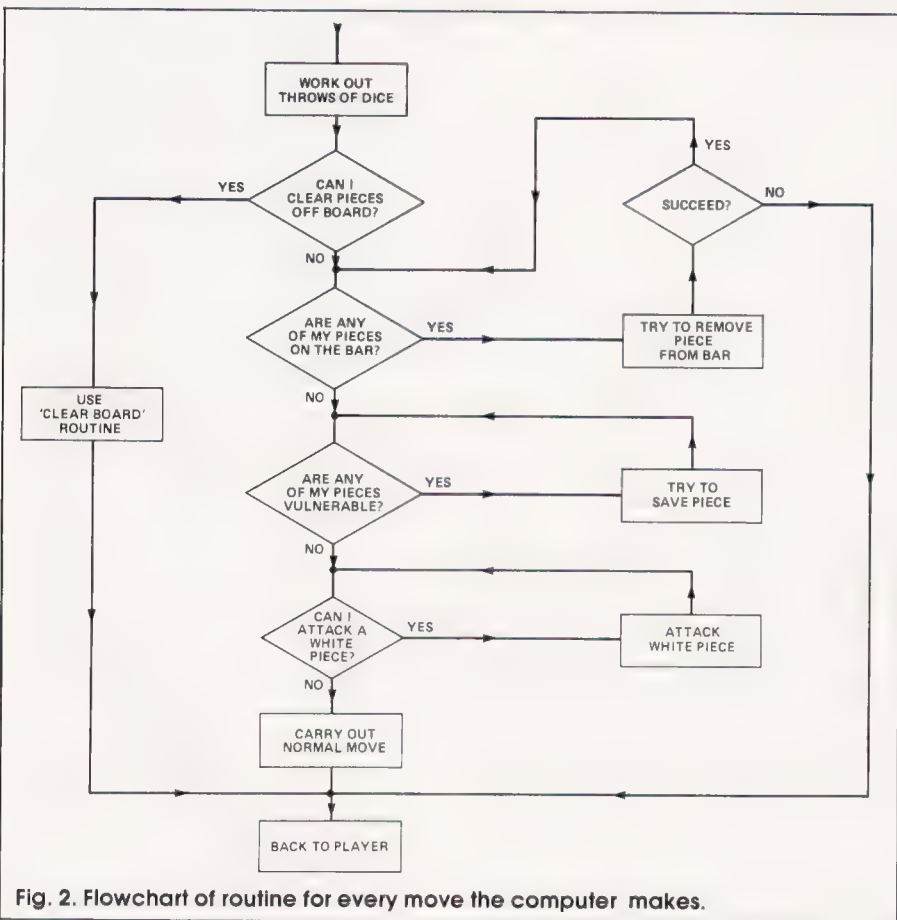 WORK OUT
THROWS OF DICE
YES
CAN I
CLEAR PIECES
OFF BOARD?
NO
YES
SUCCEED?
NO
ARE ANY
OF MY PIECES
ON THE BAR?
YES
TRY TO REMOVE
PIECE
FROM BAR
NO
USE
'CLEAR BOARD'
ROUTINE
ARE ANY
OF MY PIECES
VULNERABLE?
YES
TRY TO
SAVE PIECE
NO
CAN I
ATTACK A
WHITE
PIECE?
YES
ATTACK
WHITE PIECE
NO
CARRY OUT
NORMAL MOVE
BACK TO PLAYER
Fig. 2. Flowchart of routine for every move the computer makes.